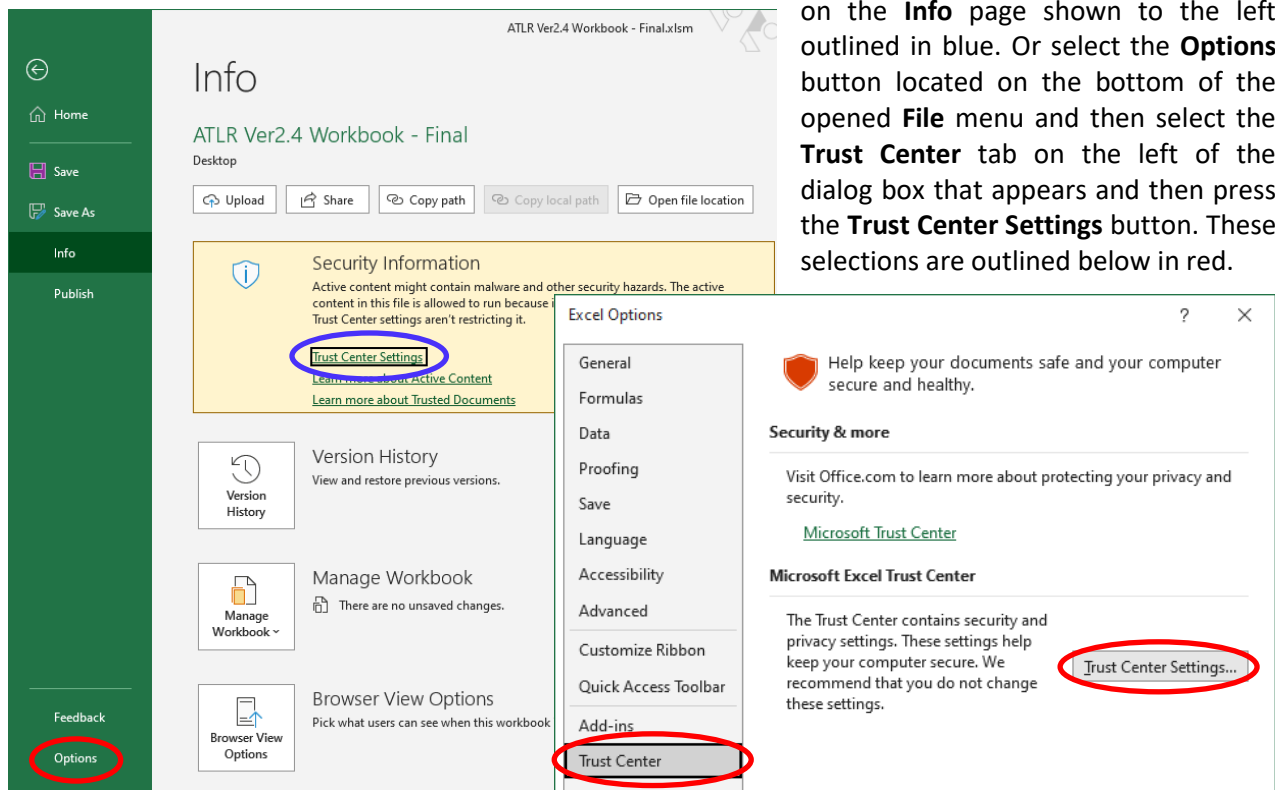 ATLR Ver2.4 Workbook - Final.xlsm
Home
Save
Save As
Info
Publish
Feedback
Options
Info
ATLR Ver2.4 Workbook - Final
Desktop
Upload
Share
Copy path
Copy local path
Open file location
Security Information
Active content might contain malware and other security hazards. The active
content in this file is allowed to run because
Trust Center settings aren't restricting it.
Trust Center Settings
Learn more about Active Content
Learn more about Trusted Documents
Version
History
Version History
View and restore previous versions.
Manage
Workbook
Manage Workbook
There are no unsaved changes.
Browser View
Options
Browser View Options
Pick what users can see when this workbook
on the Info page shown to the left
outlined in blue. Or select the Options
button located on the bottom of the
opened File menu and then select the
Trust Center tab on the left of the
dialog box that appears and then press
the Trust Center Settings button. These
selections are outlined below in red.
Excel Options
?
General
Formulas
Data
Proofing
Save
Language
Accessibility
Advanced
Customize Ribbon
Quick Access Toolbar
Add-ins
Trust Center
Help keep your documents safe and your computer
secure and healthy.
Security & more
Visit Office.com to learn more about protecting your privacy and
security.
Microsoft Trust Center
Microsoft Excel Trust Center
The Trust Center contains security and
privacy settings. These settings help
keep your computer secure. We
recommend that you do not change
these settings.
Trust Center Settings...